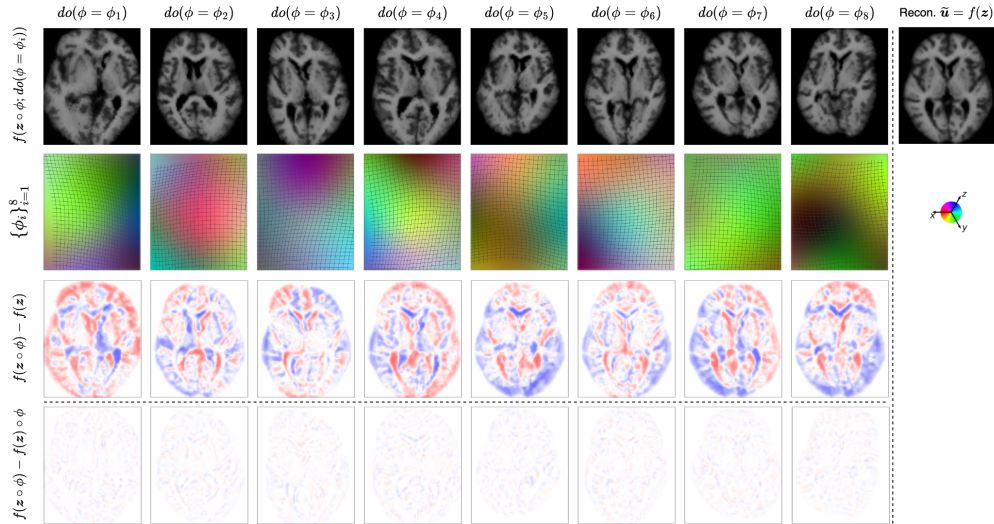 do(ϕ = ϕ₁) do(ϕ = ϕ₂) do(ϕ = ϕ₃) do(ϕ = ϕ₄) do(ϕ = ϕ₅) do(ϕ = ϕ₆) do(ϕ = ϕ₇) do(ϕ = ϕ₈) Recon. ũ = f(z)
f(z ∘ ϕ; do(ϕ = ϕᵢ))
{ϕᵢ}⁸ᵢ₌₁
z
x
y
f(z ∘ ϕ) − f(z)
f(z ∘ ϕ) − f(z) ∘ ϕ